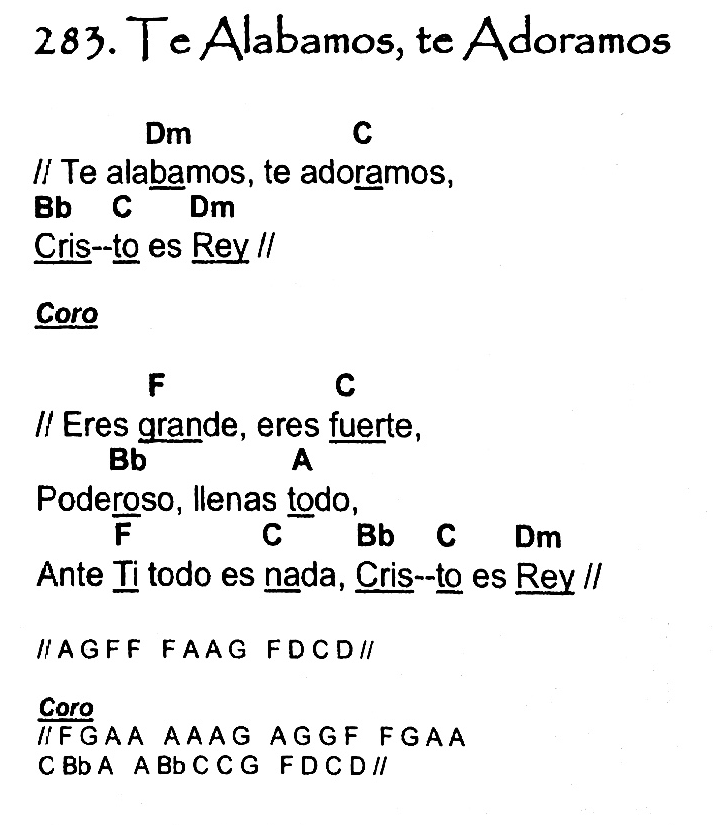 283. Te Alabamos, te Adoramos
Dm C
// Te alabamos, te adoramos,
Bb C Dm
Cris--to es Rey //
Coro
F C
// Eres grande, eres fuerte,
Bb A
Poderoso, llenas todo,
F C Bb C Dm
Ante Ti todo es nada, Cris--to es Rey //
//A G F F F A A G F D C D//
Coro
//F G A A A A A G A G G F F G A A
C Bb A A Bb C C G F D C D//